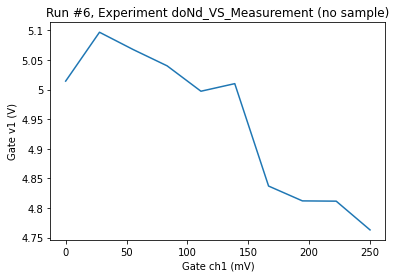 Run #6, Experiment doNd_VS_Measurement (no sample)
5.1
5.05
5
4.95
4.9
4.85
4.8
4.75
Gate v1 (V)
0 50 100 150 200 250
Gate ch1 (mV)